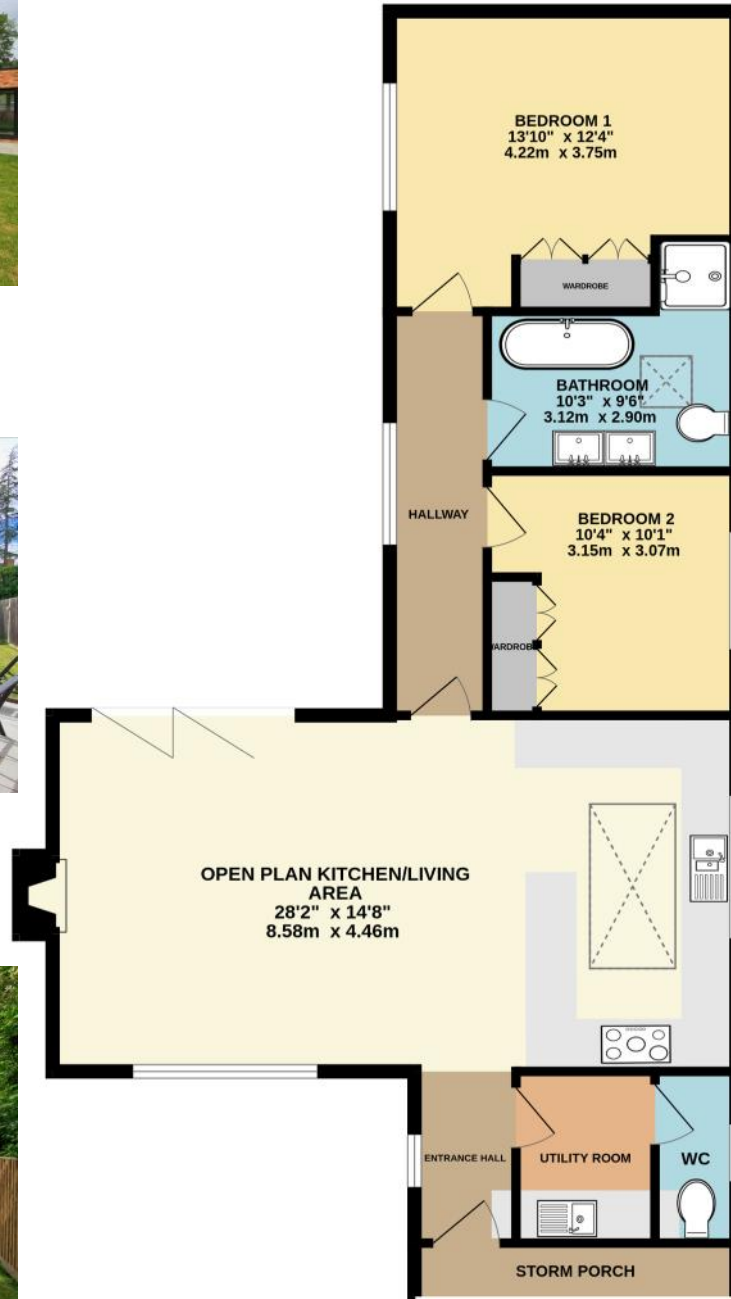 BEDROOM 1
13'10" x 12'4"
4.22m x 3.75m
WARDROBE
BATHROOM
10'3" x 9'6"
3.12m x 2.90m
HALLWAY
BEDROOM 2
10'4" x 10'1"
3.15m x 3.07m
WARDROBE
OPEN PLAN KITCHEN/LIVING
AREA
28'2" x 14'8"
8.58m x 4.46m
ENTRANCE HALL
UTILITY ROOM
WC
STORM PORCH